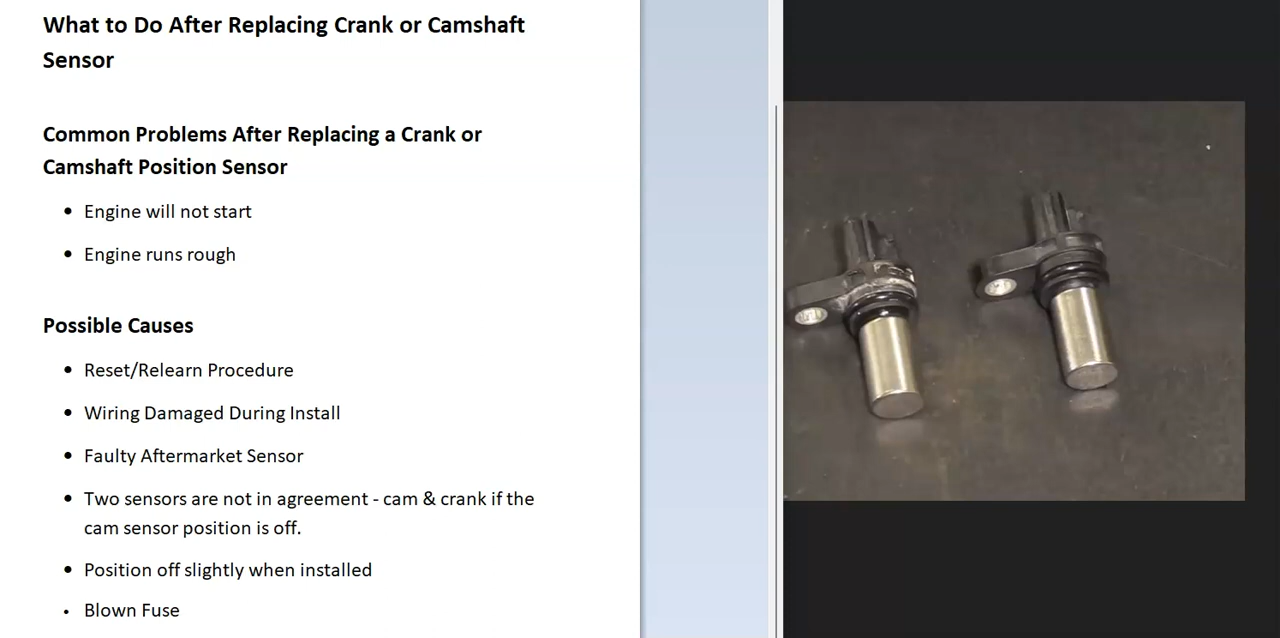 What to Do After Replacing Crank or Camshaft
Sensor
Common Problems After Replacing a Crank or
Camshaft Position Sensor
• Engine will not start
• Engine runs rough
Possible Causes
• Reset/Relearn Procedure
• Wiring Damaged During Install
• Faulty Aftermarket Sensor
• Two sensors are not in agreement - cam & crank if the
cam sensor position is off.
• Position off slightly when installed
• Blown Fuse